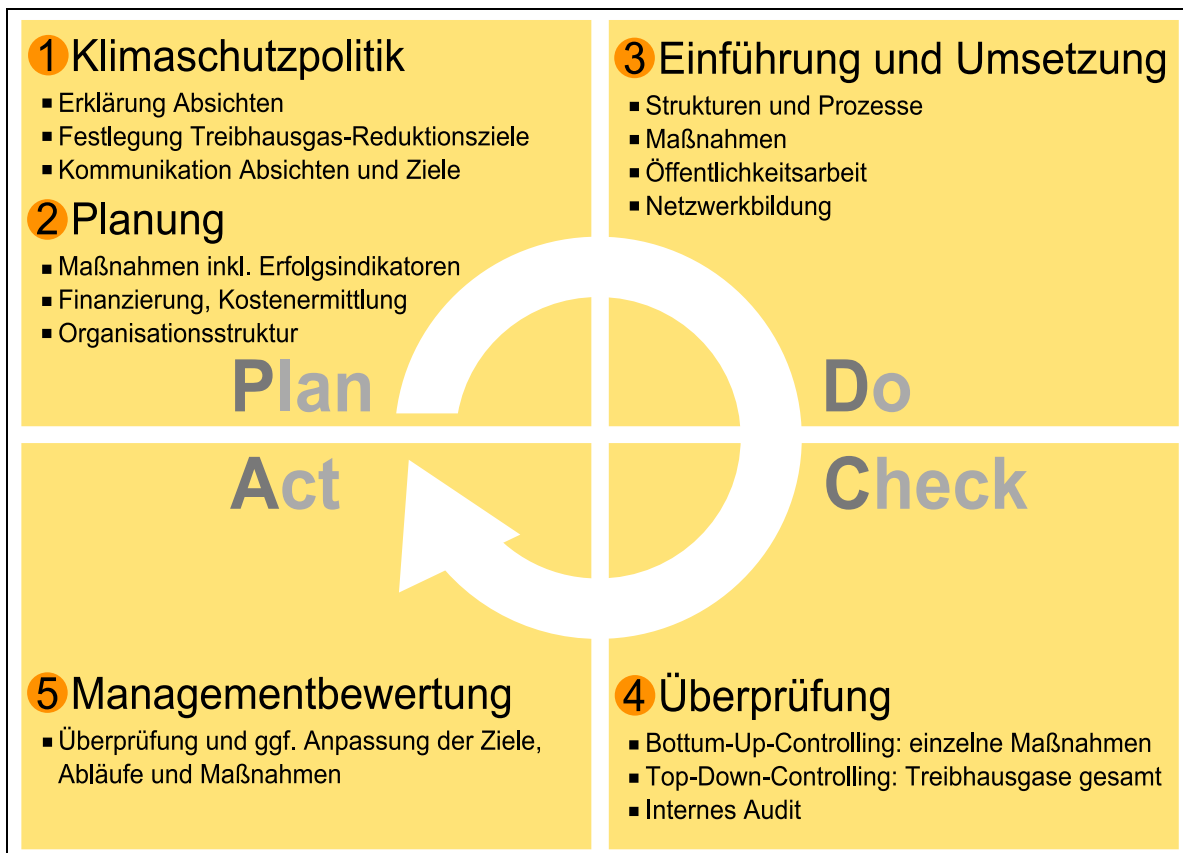 1 Klimaschutzpolitik
▪ Erklärung Absichten
▪ Festlegung Treibhausgas-Reduktionsziele
▪ Kommunikation Absichten und Ziele
2 Planung
▪ Maßnahmen inkl. Erfolgsindikatoren
▪ Finanzierung, Kostenermittlung
▪ Organisationsstruktur
Plan
3 Einführung und Umsetzung
▪ Strukturen und Prozesse
▪ Maßnahmen
▪ Öffentlichkeitsarbeit
▪ Netzwerkbildung
Do
Check
4 Überprüfung
▪ Bottum-Up-Controlling: einzelne Maßnahmen
▪ Top-Down-Controlling: Treibhausgase gesamt
▪ Internes Audit
Act
5 Managementbewertung
▪ Überprüfung und ggf. Anpassung der Ziele,
Abläufe und Maßnahmen